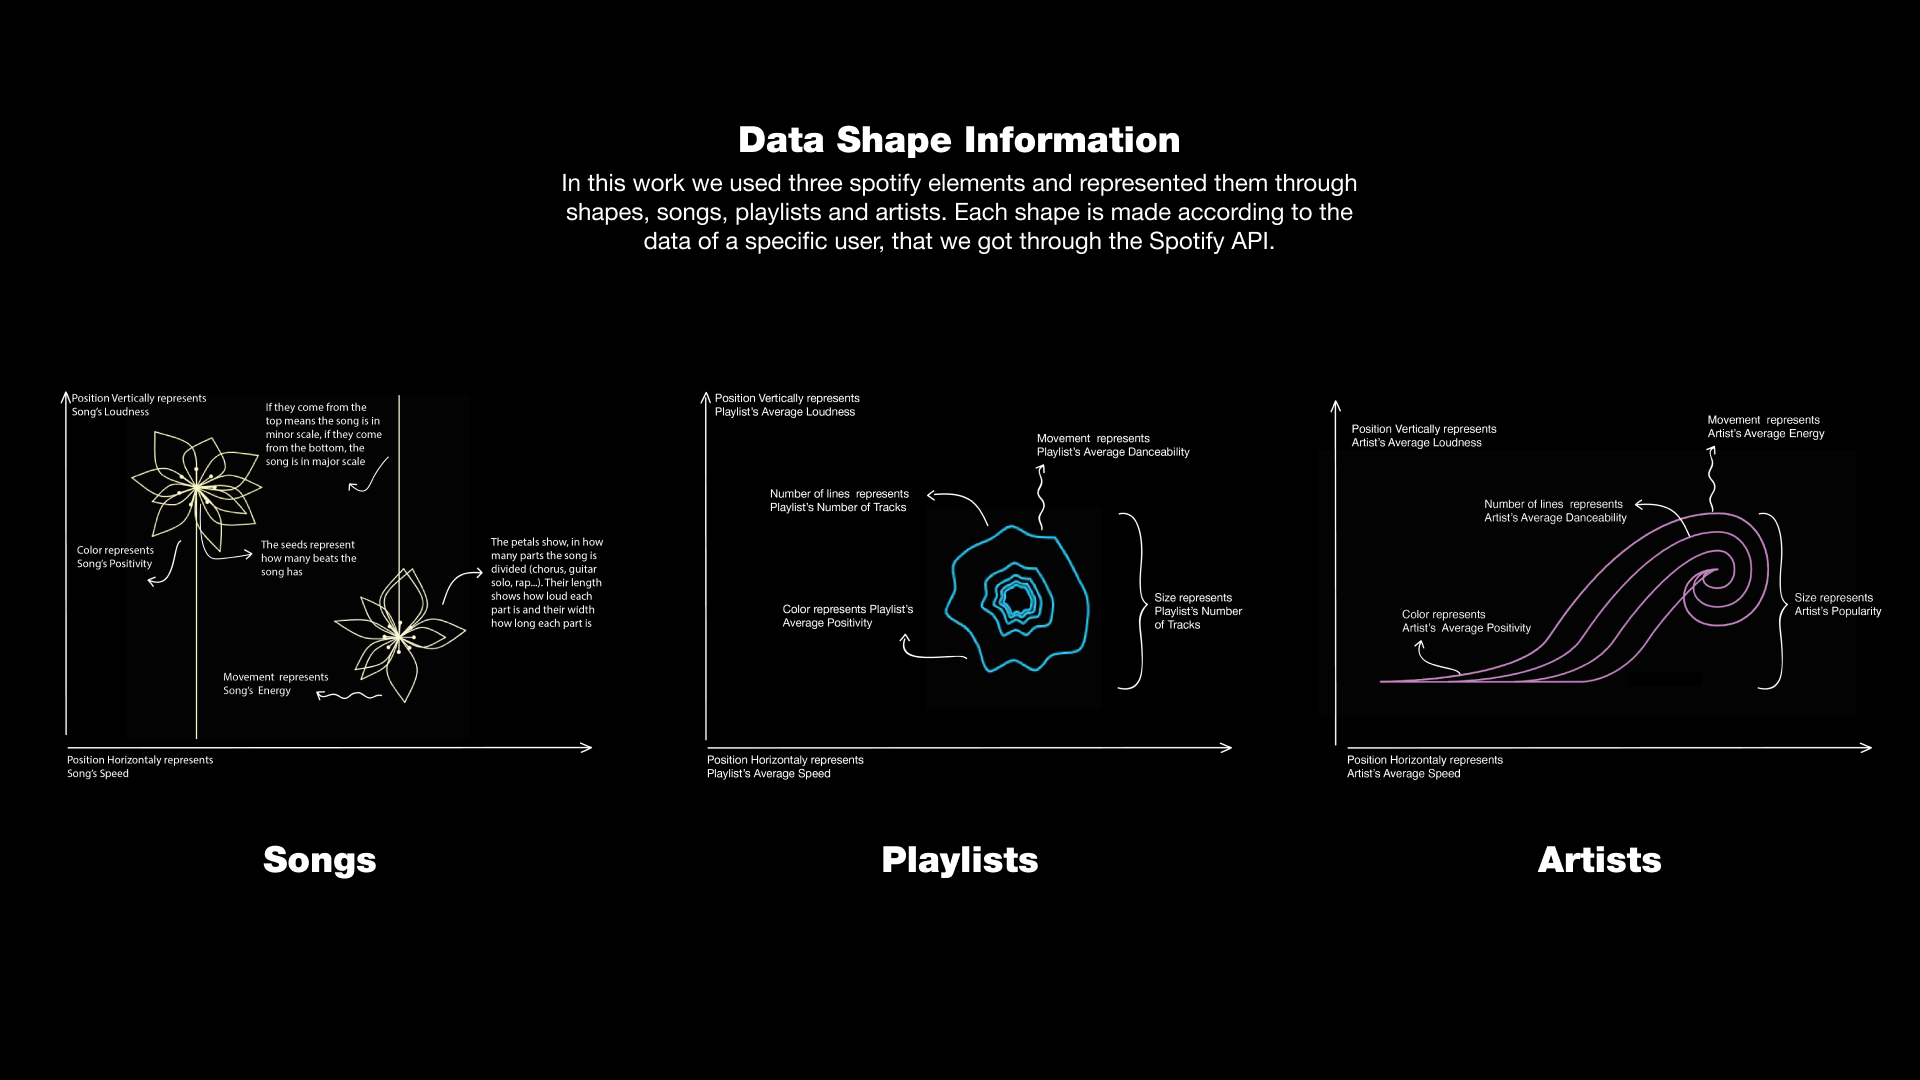 Data Shape Information
In this work we used three spotify elements and represented them through
shapes, songs, playlists and artists. Each shape is made according to the
data of a specific user, that we got through the Spotify API.
Position Vertically represents
Song's Loudness
If they come from the
top means the song is in
minor scale, if they come
from the bottom, the
song is in major scale
Color represents
Song's Positivity
The seeds represent
how many beats the
song has
The petals show, in how
many parts the song is
divided (chorus, guitar
solo, rap...). Their length
shows how loud each
part is and their width
how long each part is
Movement represents
Song's Energy
Position Horizontaly represents
Song's Speed
Songs
Position Vertically represents
Playlist's Average Loudness
Movement represents
Playlist's Average Danceability
Number of lines represents
Playlist's Number of Tracks
Color represents Playlist's
Average Positivity
Size represents
Playlist's Number
of Tracks
Position Horizontaly represents
Playlist's Average Speed
Playlists
Position Vertically represents
Artist's Average Loudness
Movement represents
Artist's Average Energy
Number of lines represents
Artist's Average Danceability
Color represents
Artist's Average Positivity
Size represents
Artist's Popularity
Position Horizontaly represents
Artist's Average Speed
Artists